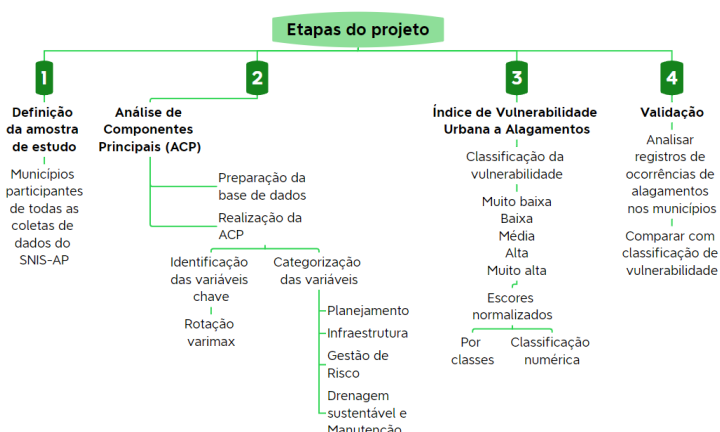 Etapas do projeto
1
Definição
da amostra
de estudo
Municípios
participantes
de todas as
coletas de
dados do
SNIS-AP
2
Análise de
Componentes
Principais (ACP)
Preparação da
base de dados
Realização da
ACP
Identificação
das variáveis
chave
Rotação
varimax
Categorização
das variáveis
Planejamento
Infraestrutura
Gestão de
Risco
Drenagem
sustentável e
Manutenção
3
Índice de Vulnerabilidade
Urbana a Alagamentos
Classificação da
vulnerabilidade
Muito baixa
Baixa
Média
Alta
Muito alta
Escores
normalizados
Por
classes
Classificação
numérica
4
Validação
Analisar
registros de
ocorrências de
alagamentos
nos municípios
Comparar com
classificação de
vulnerabilidade